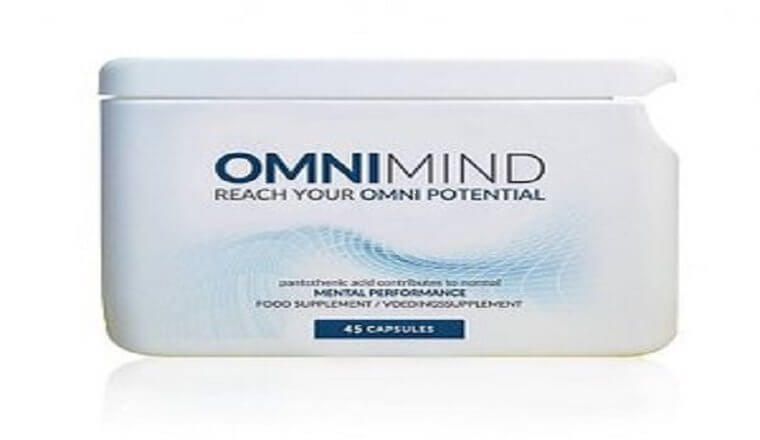 OMNIMIND
REACH YOUR OMNI POTENTIAL
pantothenic acid contributes to normal
MENTAL PERFORMANCE
FOOD SUPPLEMENT / VOEDINGSSUPPLEMENT
45 CAPSULES